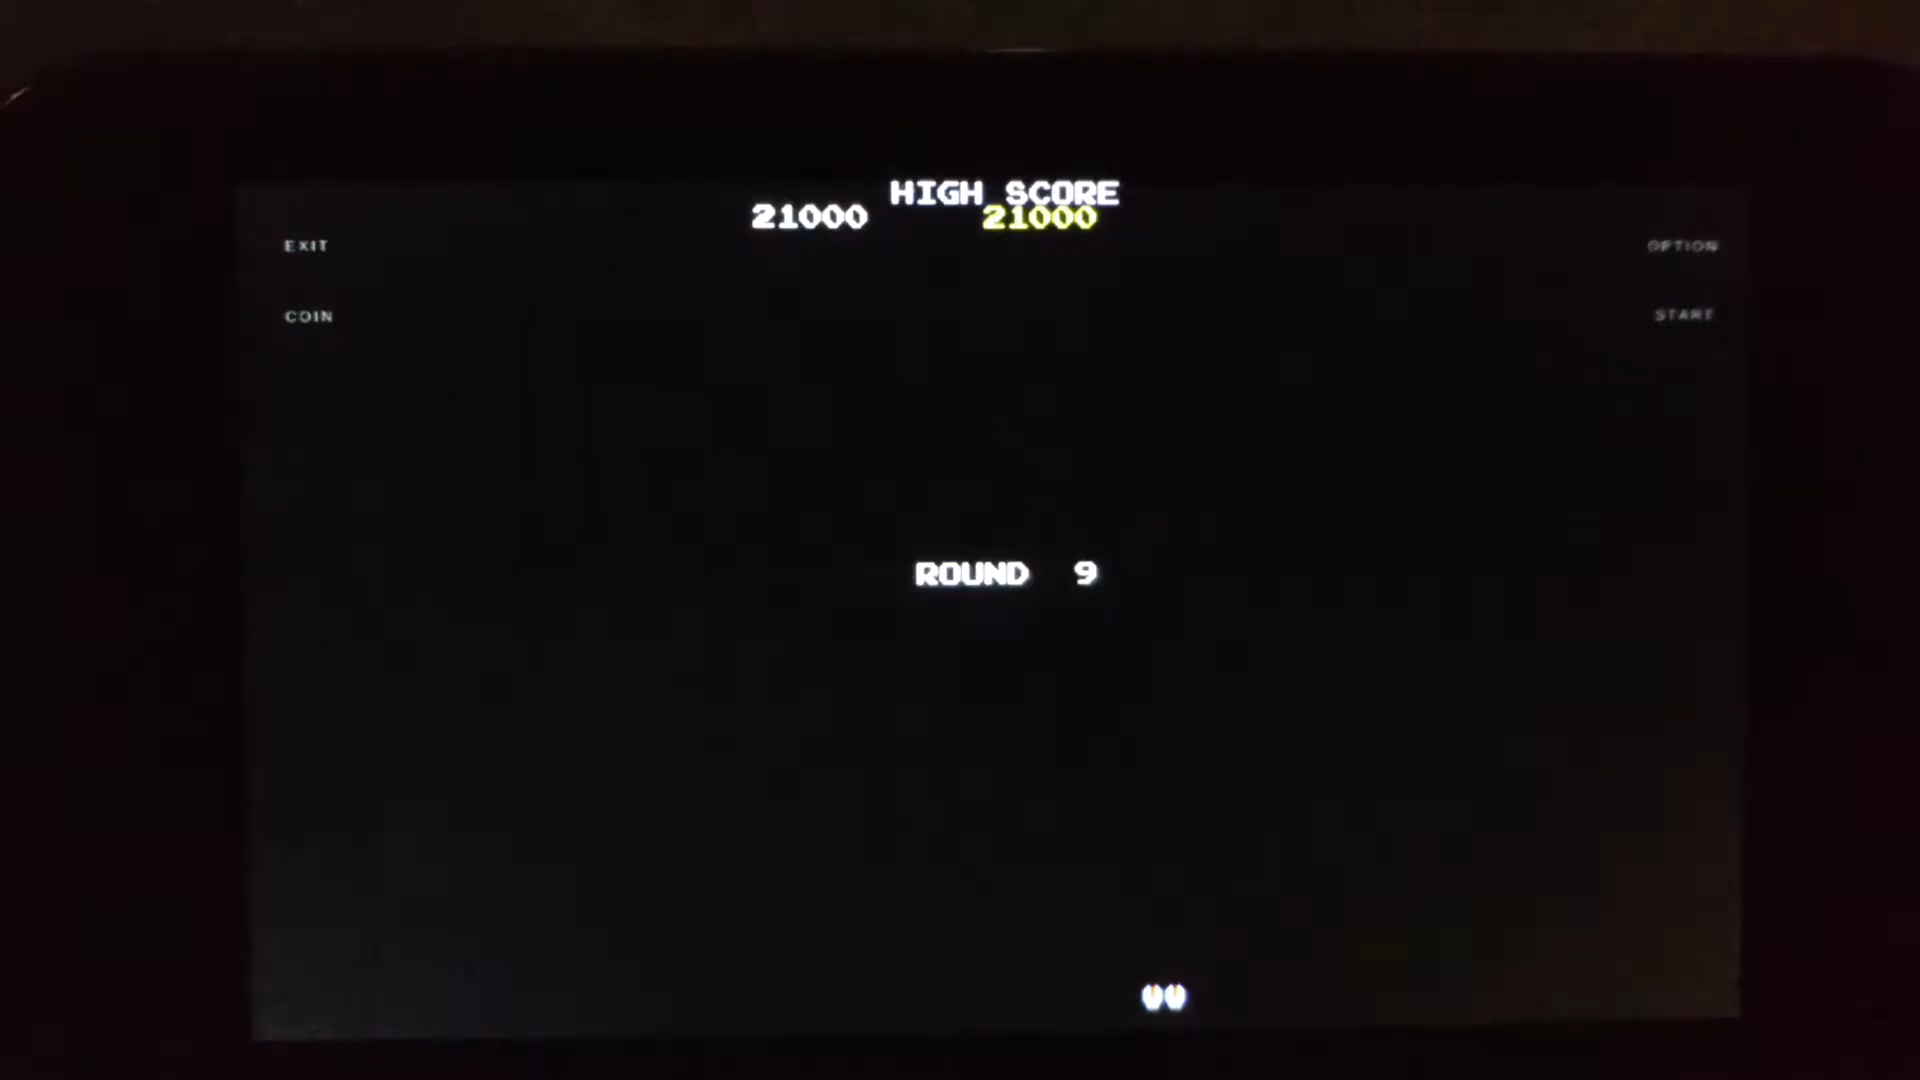 HIGH SCORE
21000 21000
EXIT
OPTION
COIN
START
ROUND 9